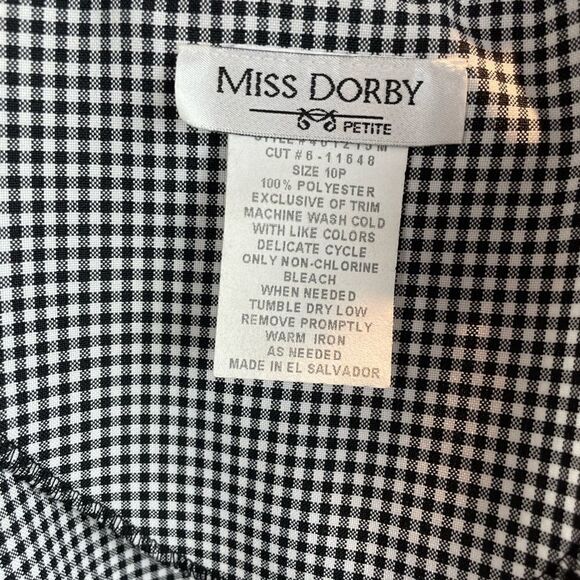 MISS DORBY
PETITE
CUT # 6-11648
SIZE 10P
100% POLYESTER
EXCLUSIVE OF TRIM
MACHINE WASH COLD
WITH LIKE COLORS
DELICATE CYCLE
ONLY NON-CHLORINE
BLEACH
WHEN NEEDED
TUMBLE DRY LOW
REMOVE PROMPTLY
WARM IRON
AS NEEDED
MADE IN EL SALVADOR